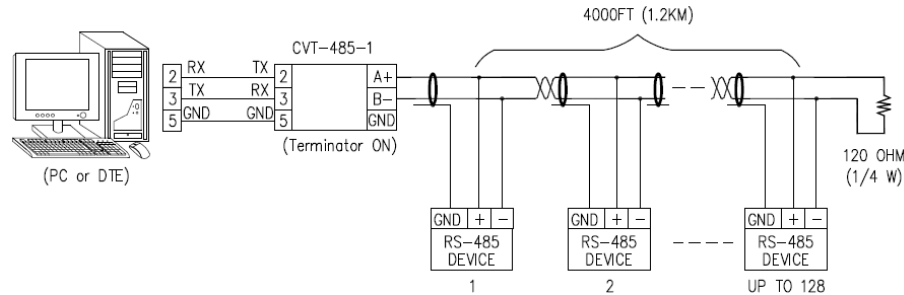 4000FT (1.2KM)
CVT-485-1
2 RX TX 2 A+
3 TX RX 3 B-
5 GND GND 5 GND
(Terminator ON)
(PC or DTE)
120 OHM
(1/4 W)
GND + - GND + - GND + -
RS-485 RS-485 RS-485
DEVICE DEVICE DEVICE
1 2 UP TO 128